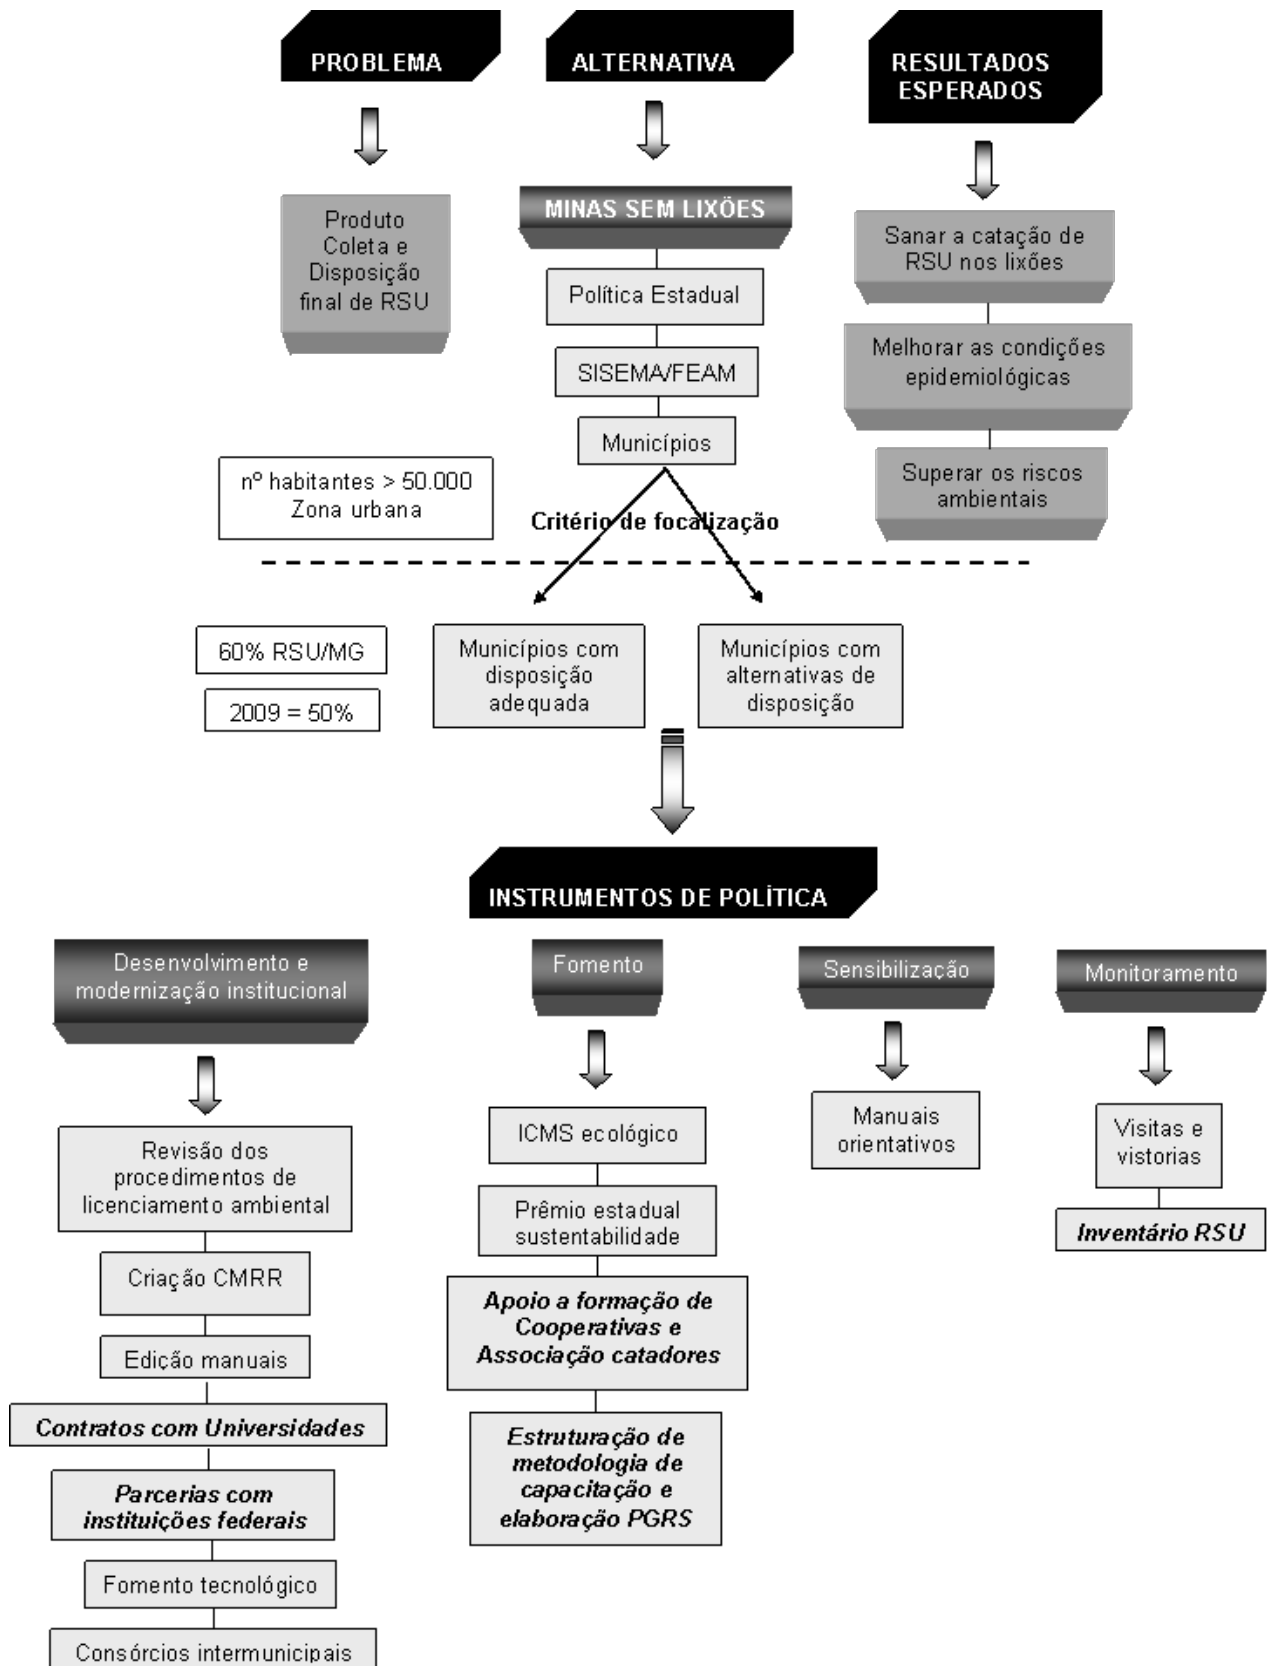 PROBLEMA
Produto
Coleta e
Disposição
final de RSU
ALTERNATIVA
MINAS SEM LIXÕES
Política Estadual
SISEMA/FEAM
Municípios
RESULTADOS
ESPERADOS
Sanar a catação de
RSU nos lixões
Melhorar as condições
epidemiológicas
Superar os riscos
ambientais
nº habitantes > 50.000
Zona urbana
Critério de focalização
60% RSU/MG
2009 = 50%
Municípios com
disposição
adequada
Municípios com
alternativas de
disposição
INSTRUMENTOS DE POLÍTICA
Desenvolvimento e
modernização institucional
Revisão dos
procedimentos de
licenciamento ambiental
Criação CMRR
Edição manuais
Contratos com Universidades
Parcerias com
instituições federais
Fomento tecnológico
Consórcios intermunicipais
Fomento
ICMS ecológico
Prêmio estadual
sustentabilidade
Apoio a formação de
Cooperativas e
Associação catadores
Estruturação de
metodologia de
capacitação e
elaboração PGRS
Sensibilização
Manuais
orientativos
Monitoramento
Visitas e
vistorias
Inventário RSU